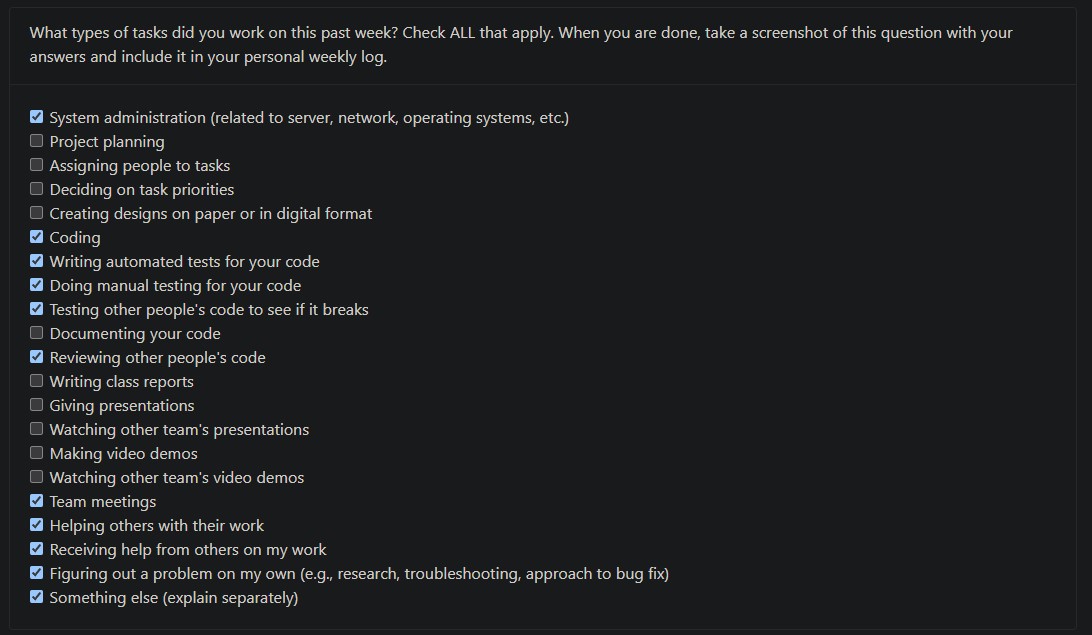 What types of tasks did you work on this past week? Check ALL that apply. When you are done, take a screenshot of this question with your
answers and include it in your personal weekly log.
System administration (related to server, network, operating systems, etc.)
Project planning
Assigning people to tasks
Deciding on task priorities
Creating designs on paper or in digital format
Coding
Writing automated tests for your code
Doing manual testing for your code
Testing other people's code to see if it breaks
Documenting your code
Reviewing other people's code
Writing class reports
Giving presentations
Watching other team's presentations
Making video demos
Watching other team's video demos
Team meetings
Helping others with their work
Receiving help from others on my work
Figuring out a problem on my own (e.g., research, troubleshooting, approach to bug fix)
Something else (explain separately)